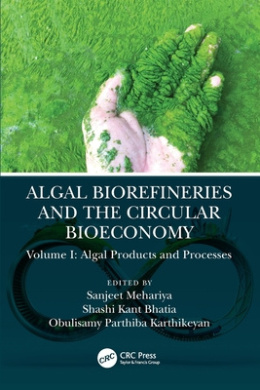 ALGAL BIOREFINERIES
AND THE CIRCULAR
BIOECONOMY
Volume I: Algal Products and Processes
EDITED BY
Sanjeet Mehariya
Shashi Kant Bhatia
Obulisamy Parthiba Karthikeyan
CRC
CRC Press
Taylor & Francis Group